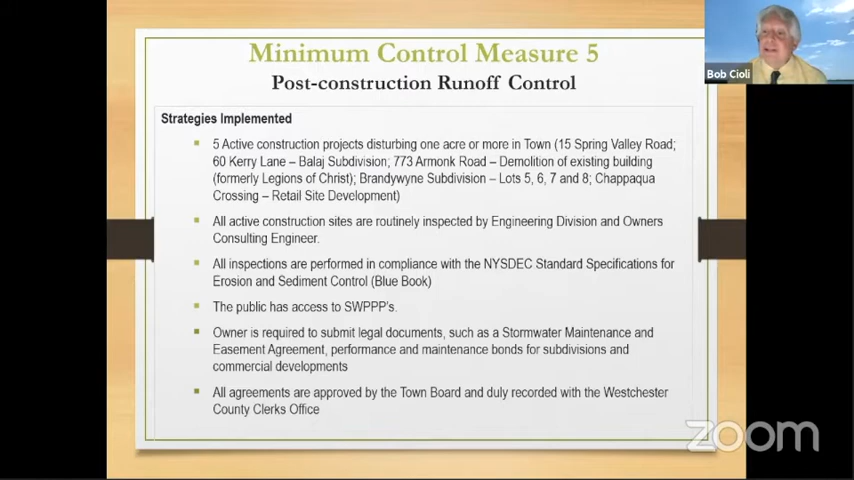 Minimum Control Measure 5
Post-construction Runoff Control
Bob Cioli
Strategies Implemented
5 Active construction projects disturbing one acre or more in Town (15 Spring Valley Road;
60 Kerry Lane – Balaj Subdivision; 773 Armonk Road – Demolition of existing building
(formerly Legions of Christ); Brandywyne Subdivision – Lots 5, 6, 7 and 8; Chappaqua
Crossing – Retail Site Development)
All active construction sites are routinely inspected by Engineering Division and Owners
Consulting Engineer.
All inspections are performed in compliance with the NYSDEC Standard Specifications for
Erosion and Sediment Control (Blue Book)
The public has access to SWPPP's.
Owner is required to submit legal documents, such as a Stormwater Maintenance and
Easement Agreement, performance and maintenance bonds for subdivisions and
commercial developments
All agreements are approved by the Town Board and duly recorded with the Westchester
County Clerks Office
zoom